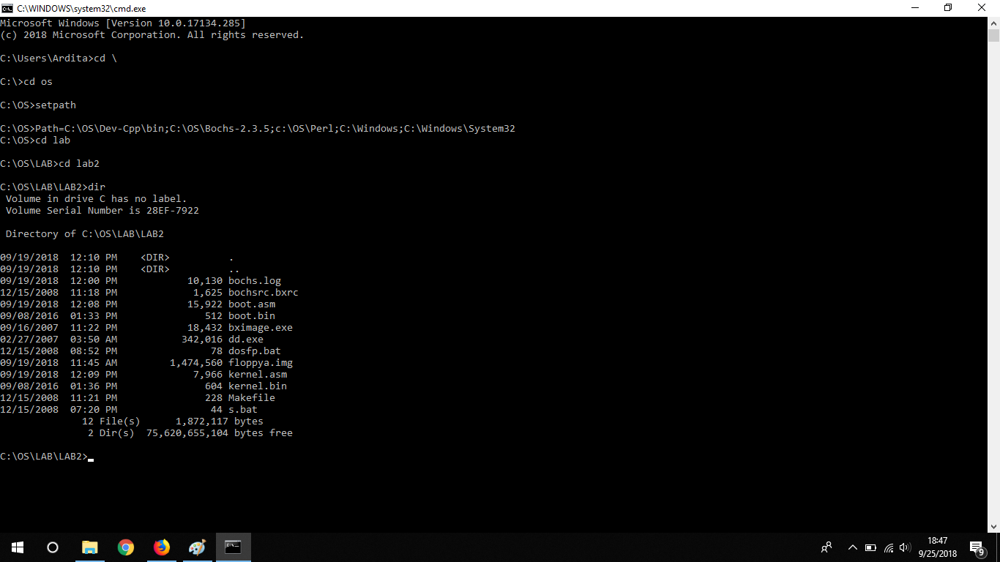 C:\WINDOWS\system32\cmd.exe
Microsoft Windows [Version 10.0.17134.285]
(c) 2018 Microsoft Corporation. All rights reserved.

C:\Users\Ardita>cd \

C:\>cd os

C:\OS>setpath

C:\OS>Path=C:\OS\Dev-Cpp\bin;C:\OS\Bochs-2.3.5;c:\OS\Perl;C:\Windows;C:\Windows\System32
C:\OS>cd lab

C:\OS\LAB>cd lab2

C:\OS\LAB\LAB2>dir
 Volume in drive C has no label.
 Volume Serial Number is 28EF-7922

 Directory of C:\OS\LAB\LAB2

09/19/2018  12:10 PM    <DIR>          .
09/19/2018  12:10 PM    <DIR>          ..
09/19/2018  12:00 PM            10,130 bochs.log
12/15/2008  11:18 PM             1,625 bochsrc.bxrc
09/19/2018  12:08 PM            15,922 boot.asm
09/08/2016  01:33 PM               512 boot.bin
09/16/2007  11:22 PM            18,432 bximage.exe
02/27/2007  03:50 AM           342,016 dd.exe
12/15/2008  08:52 PM                78 dosfp.bat
09/19/2018  11:45 AM         1,474,560 floppya.img
09/19/2018  12:09 PM             7,966 kernel.asm
09/08/2016  01:36 PM               604 kernel.bin
12/15/2008  11:21 PM               228 Makefile
12/15/2008  07:20 PM                44 s.bat
              12 File(s)      1,872,117 bytes
               2 Dir(s)  75,620,655,104 bytes free

C:\OS\LAB\LAB2>
18:47
9/25/2018
9